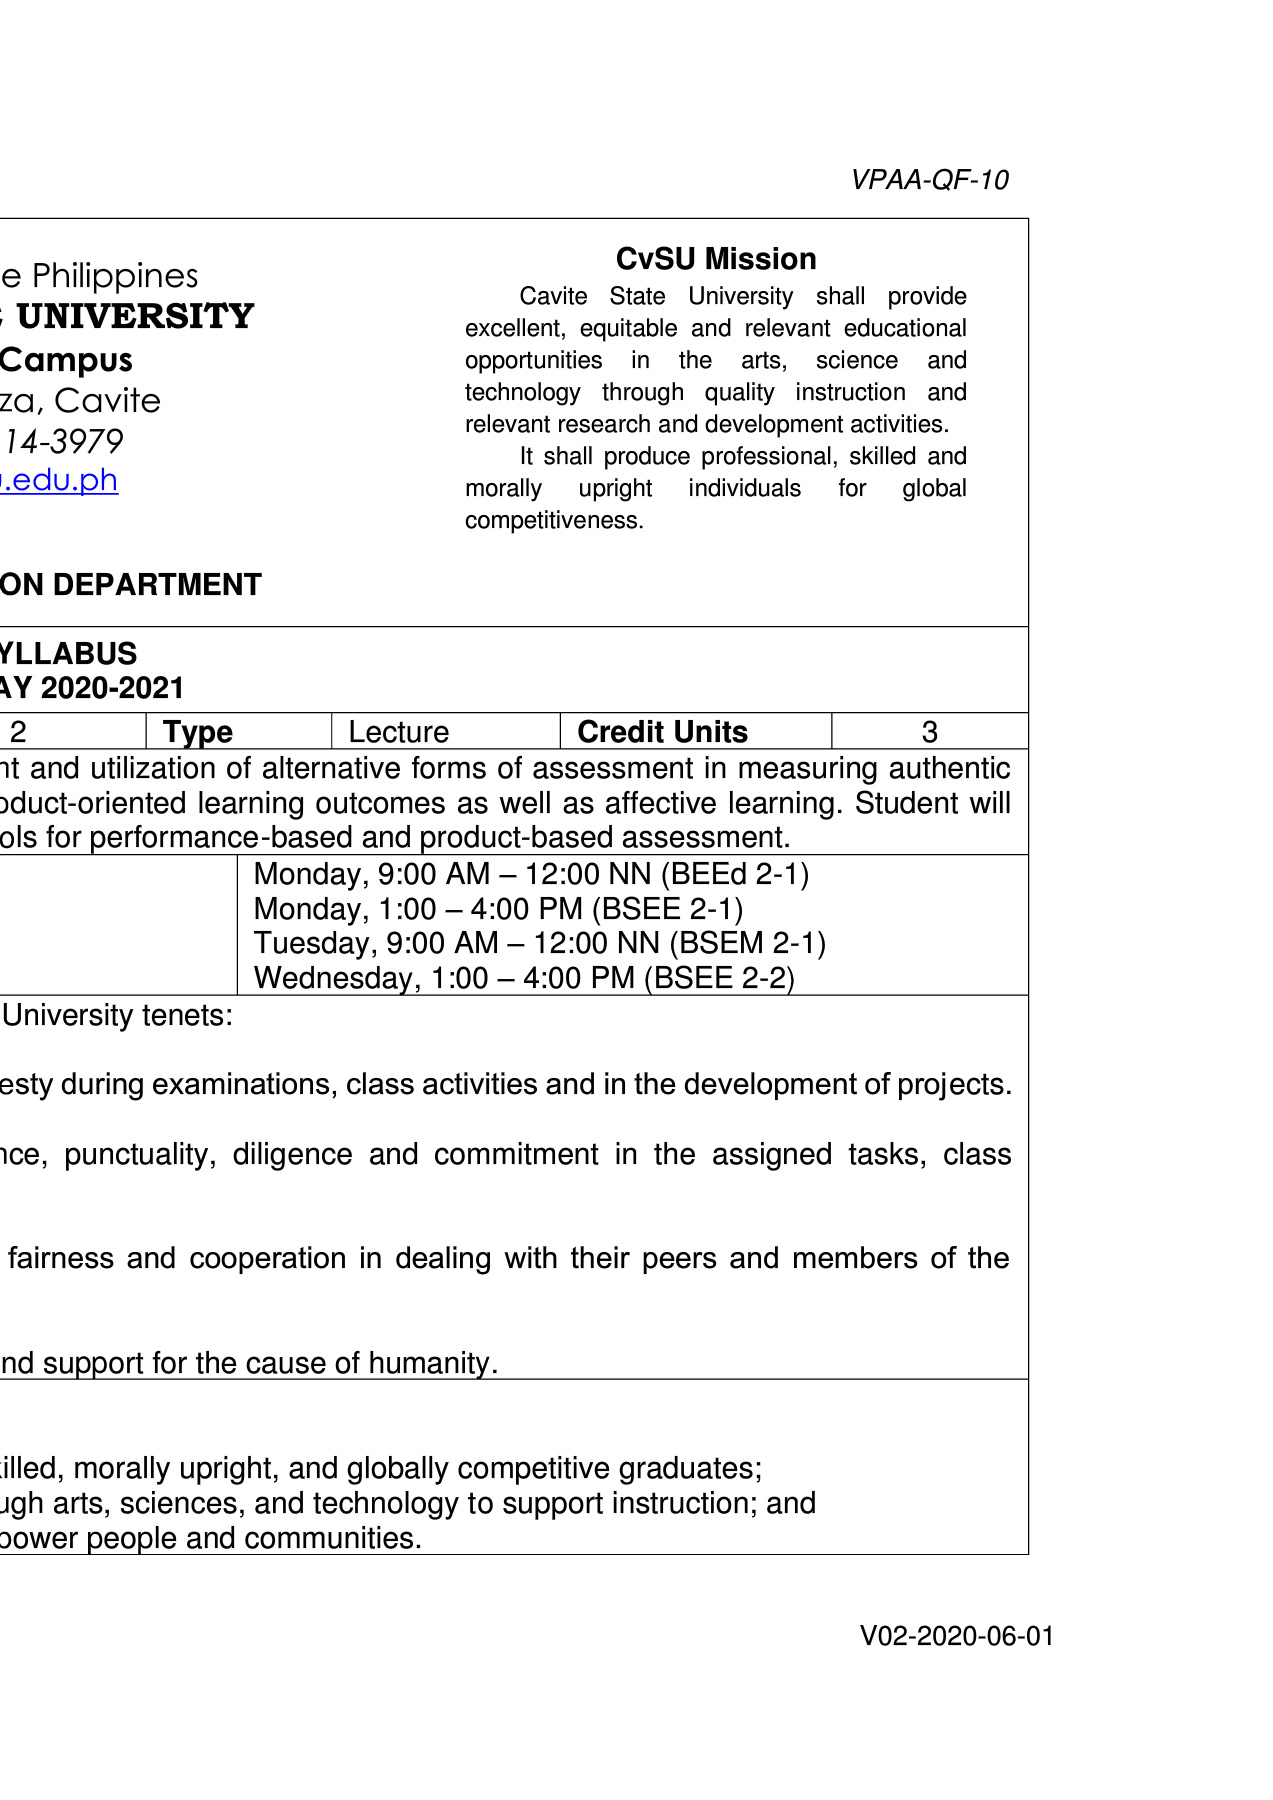 VPAA-QF-10
e Philippines
UNIVERSITY
Campus
za, Cavite
14-3979
u.edu.ph
CvSU Mission
Cavite State University shall provide
excellent, equitable and relevant educational
opportunities in the arts, science and
technology through quality instruction and
relevant research and development activities.
It shall produce professional, skilled and
morally upright individuals for global
competitiveness.
ON DEPARTMENT
YLLABUS
AY 2020-2021
2 Type Lecture Credit Units 3
nt and utilization of alternative forms of assessment in measuring authentic
oduct-oriented learning outcomes as well as affective learning. Student will
ols for performance-based and product-based assessment.
Monday, 9:00 AM – 12:00 NN (BEEd 2-1)
Monday, 1:00 – 4:00 PM (BSEE 2-1)
Tuesday, 9:00 AM – 12:00 NN (BSEM 2-1)
Wednesday, 1:00 – 4:00 PM (BSEE 2-2)
University tenets:
esty during examinations, class activities and in the development of projects.
nce, punctuality, diligence and commitment in the assigned tasks, class
fairness and cooperation in dealing with their peers and members of the
nd support for the cause of humanity.
killed, morally upright, and globally competitive graduates;
ugh arts, sciences, and technology to support instruction; and
power people and communities.
V02-2020-06-01